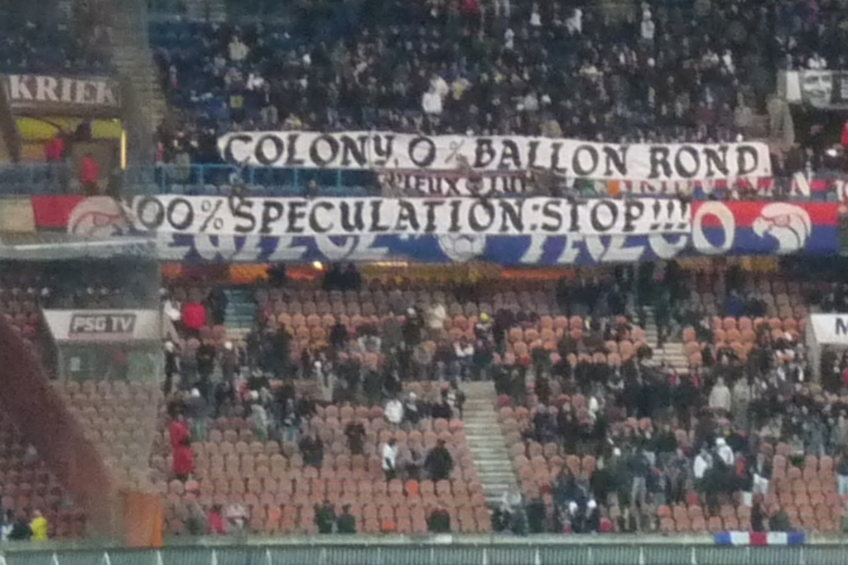 KRIEK
COLONY, 0% BALLON ROND
00% SPECULATION: STOP!!!
PSG TV
M